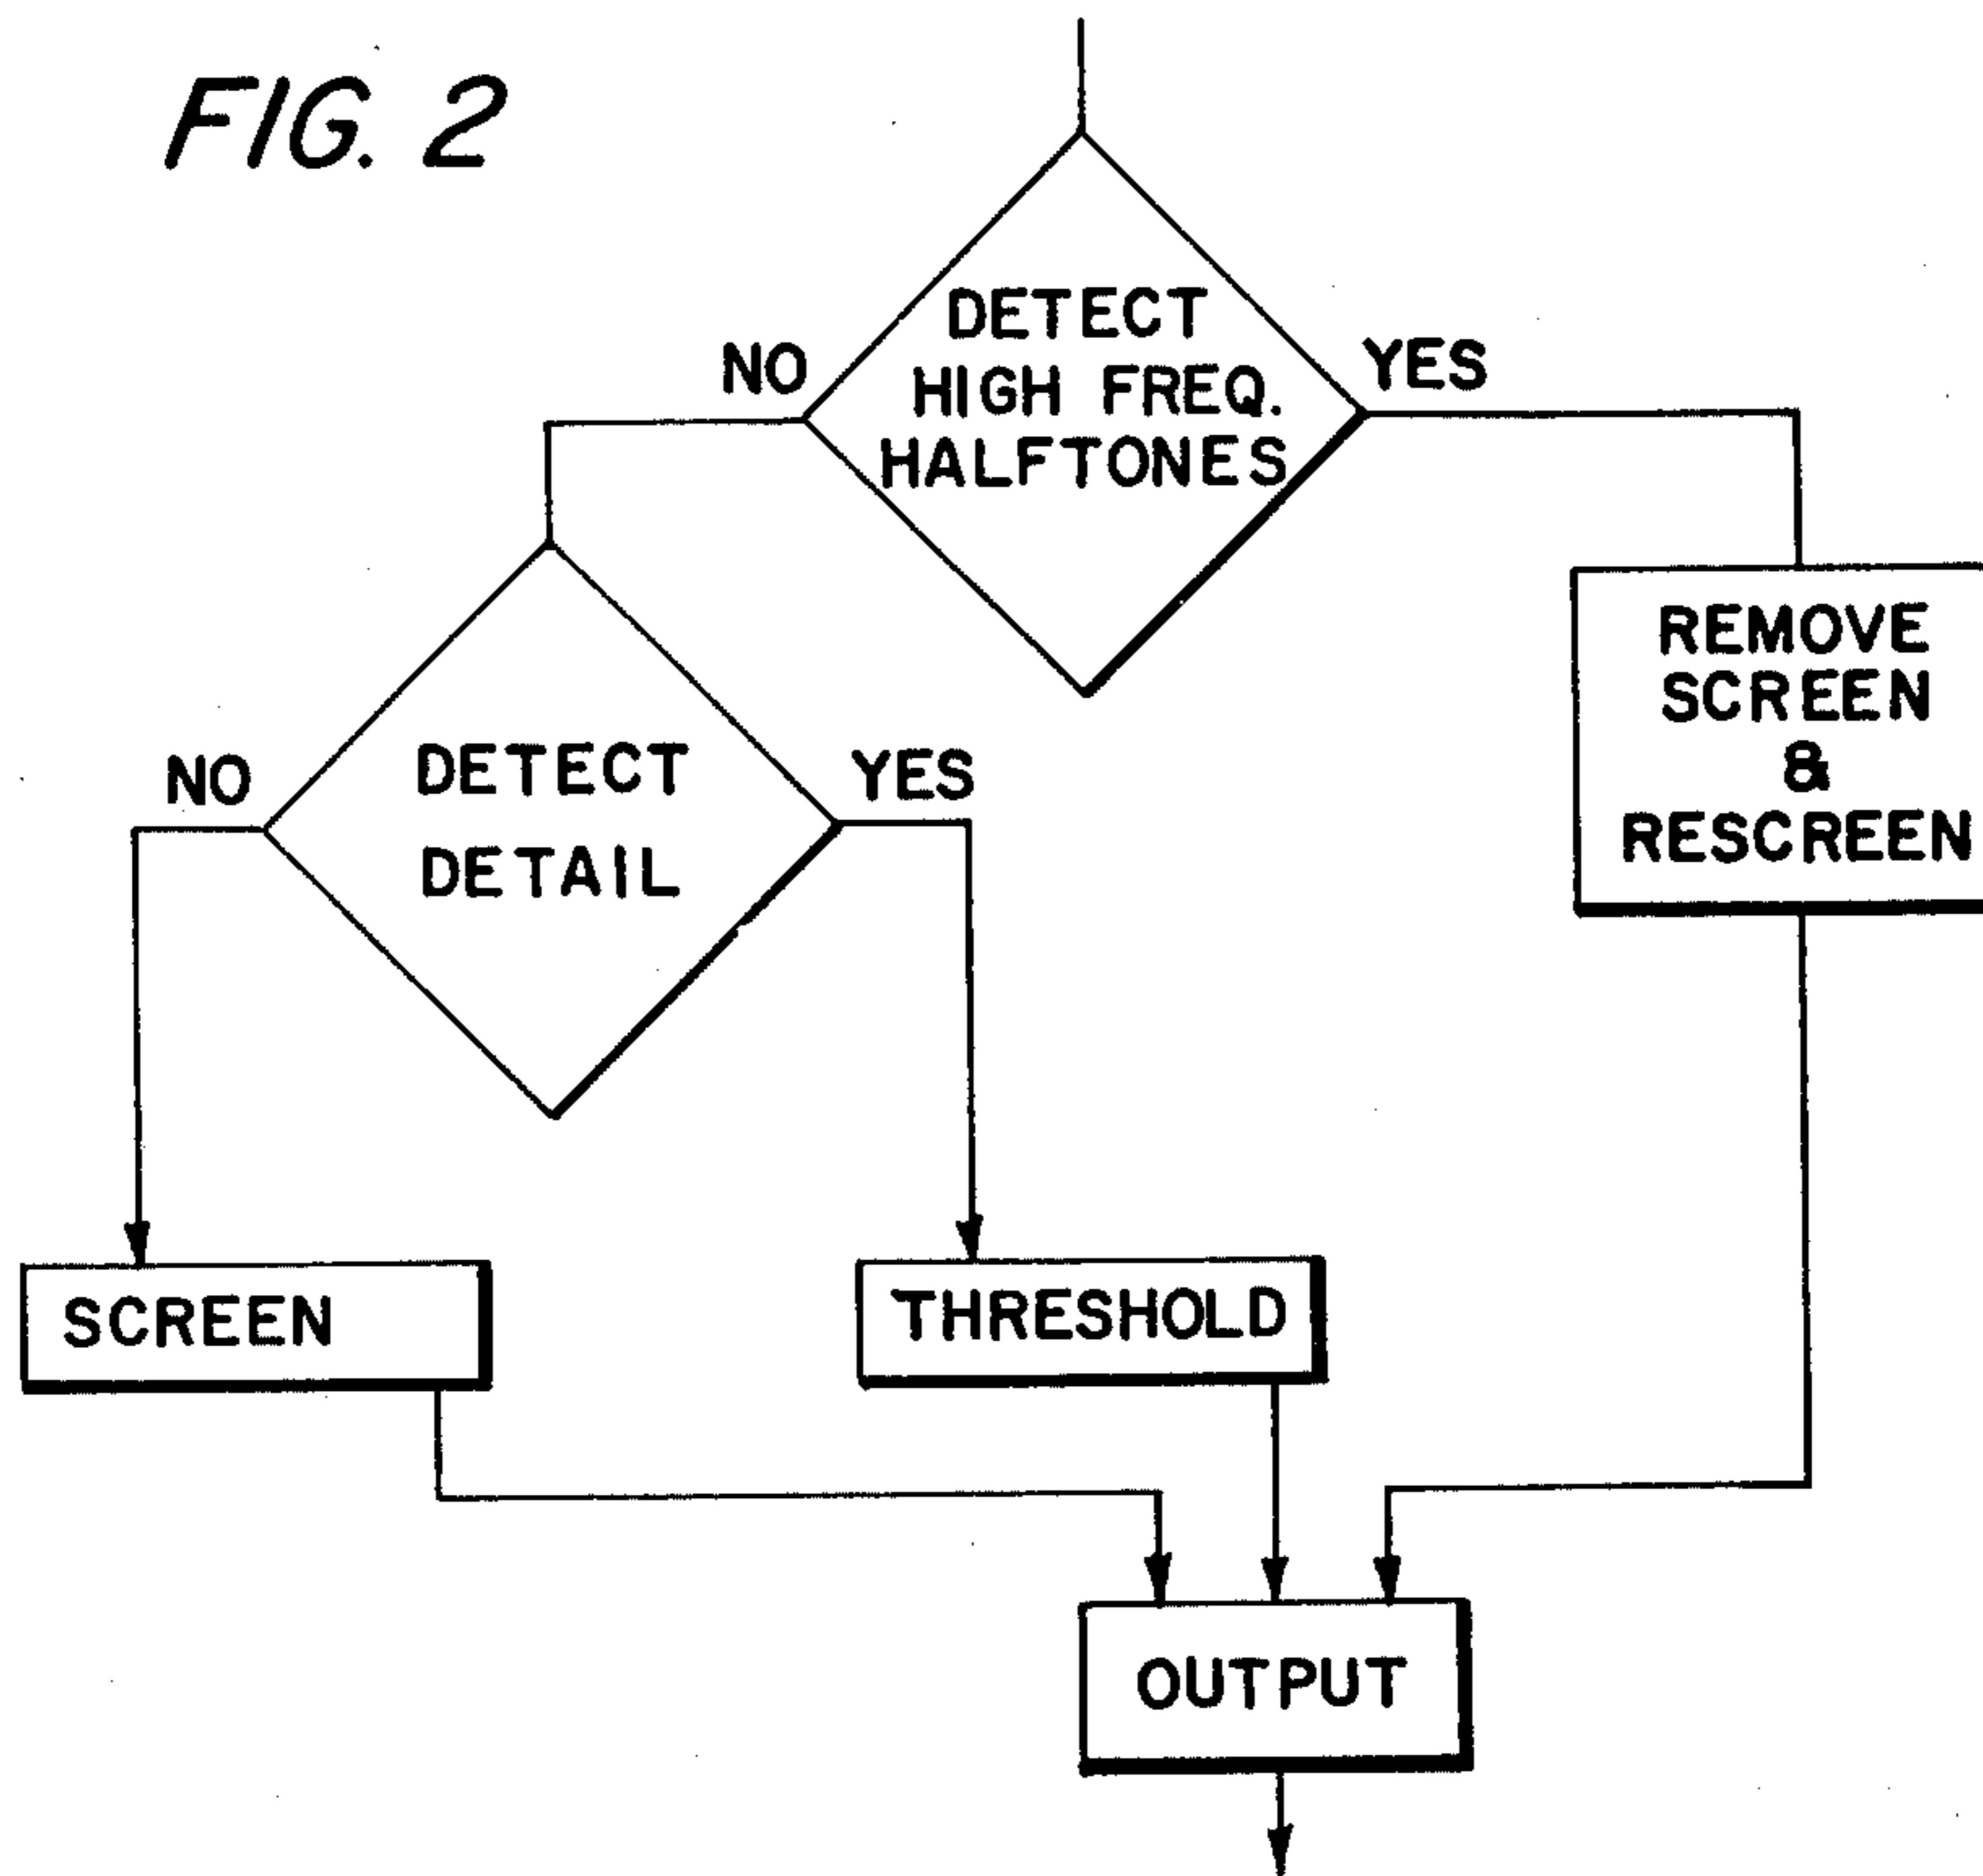 FIG. 2
DETECT
HIGH FREQ.
HALFTONES
NO
YES
REMOVE
SCREEN
&
RESCREEN
DETECT
DETAIL
NO
YES
SCREEN
THRESHOLD
OUTPUT